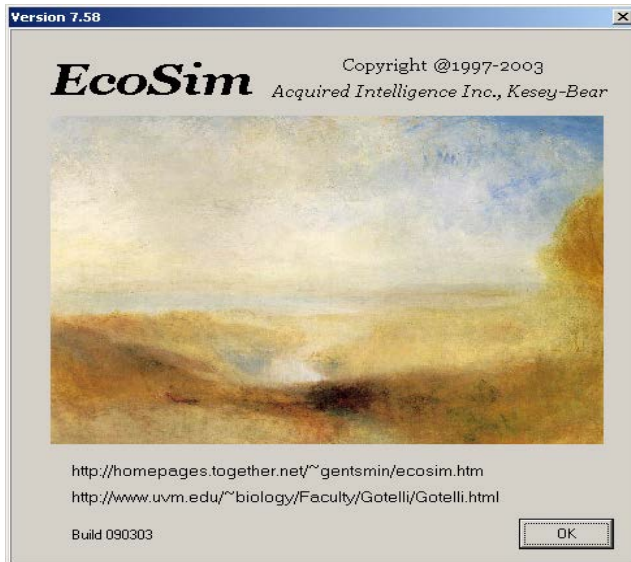 Version 7.58
EcoSim
Copyright @1997-2003
Acquired Intelligence Inc., Kesey-Bear
http://homepages.together.net/~gentsmin/ecosim.htm
http://www.uvm.edu/~biology/Faculty/Gotelli/Gotelli.html
Build 090303
OK